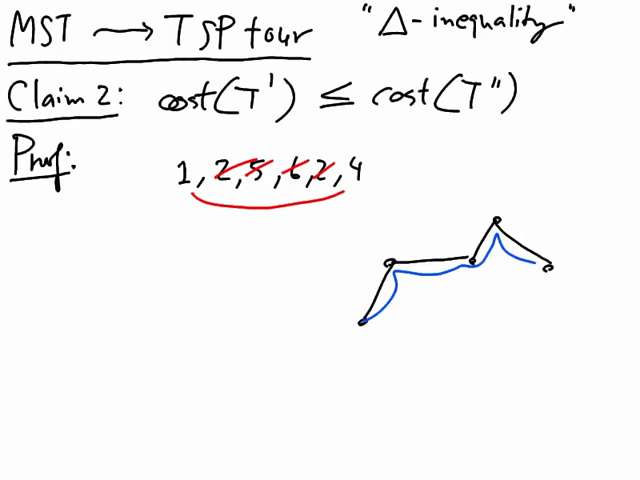 MST → TSP tour "Δ-inequality"
Claim 2: cost(T') ≤ cost(T")
Proof:
1, 2, 5, 6, 2, 4